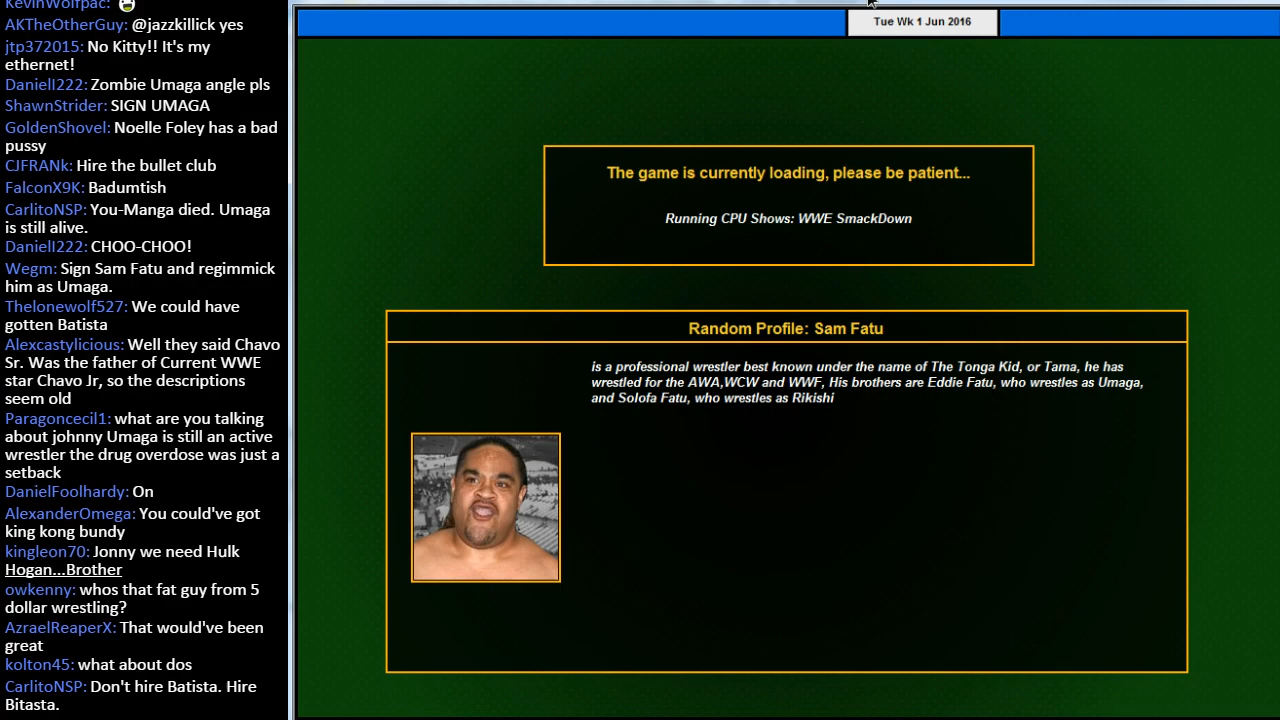 KevinWolfpac:
AKTheOtherGuy: @jazzkillick yes
jtp372015: No Kitty!! It's my
ethernet!
DanielI222: Zombie Umaga angle pls
ShawnStrider: SIGN UMAGA
GoldenShovel: Noelle Foley has a bad
pussy
CJFRANk: Hire the bullet club
FalconX9K: Badumtish
CarlitoNSP: You-Manga died. Umaga
is still alive.
DanielI222: CHOO-CHOO!
Wegm: Sign Sam Fatu and regimmick
him as Umaga.
Thelonewolf527: We could have
gotten Batista
Alexcastylicious: Well they said Chavo
Sr. Was the father of Current WWE
star Chavo Jr, so the descriptions
seem old
Paragoncecil1: what are you talking
about johnny Umaga is still an active
wrestler the drug overdose was just a
setback
DanielFoolhardy: On
AlexanderOmega: You could've got
king kong bundy
kingleon70: Jonny we need Hulk
Hogan...Brother
owkenny: whos that fat guy from 5
dollar wrestling?
AzraelReaperX: That would've been
great
kolton45: what about dos
CarlitoNSP: Don't hire Batista. Hire
Bitasta.
Tue Wk 1 Jun 2016
The game is currently loading, please be patient...
Running CPU Shows: WWE SmackDown
Random Profile: Sam Fatu
is a professional wrestler best known under the name of The Tonga Kid, or Tama, he has
wrestled for the AWA,WCW and WWF, His brothers are Eddie Fatu, who wrestles as Umaga,
and Solofa Fatu, who wrestles as Rikishi